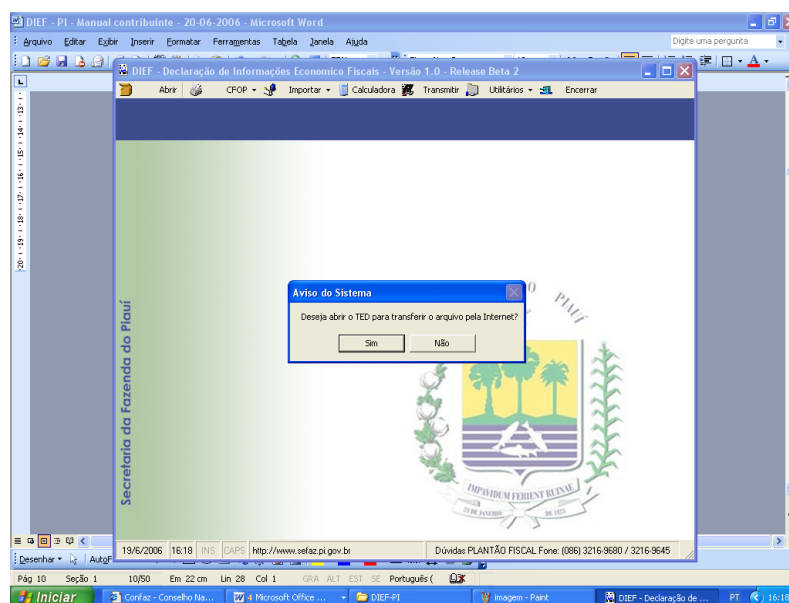 DIEF - PI - Manual contribuinte - 20-06-2006 - Microsoft Word
Arquivo Editar Exibir Inserir Formatar Ferramentas Tabela Janela Ajuda
Digite uma pergunta
DIEF - Declaração de Informações Economico Fiscais - Versão 1.0 - Release Beta 2
Abrir CFOP Importar Calculadora Transmitir Utilitários Encerrar
Aviso do Sistema
Deseja abrir o TED para transferir o arquivo pela Internet?
Sim Não
Secretaria da Fazenda do Piauí
PIAUÍ
IMPAVIDUM FERIENT RUINAE
24 DE JANEIRO DE 1823
19/6/2006 16:18 INS CAPS http://www.sefaz.pi.gov.br Dúvidas PLANTÃO FISCAL Fone: (086) 3216-9680 / 3216-9645
Desenhar AutoF
Pág 10 Seção 1 10/50 Em 22 cm Lin 28 Col 1 GRA ALT EST SE Português (
Iniciar Confaz - Conselho Na... 4 Microsoft Office ... DIEF-PI imagem - Paint DIEF - Declaração de ... PT 16:18